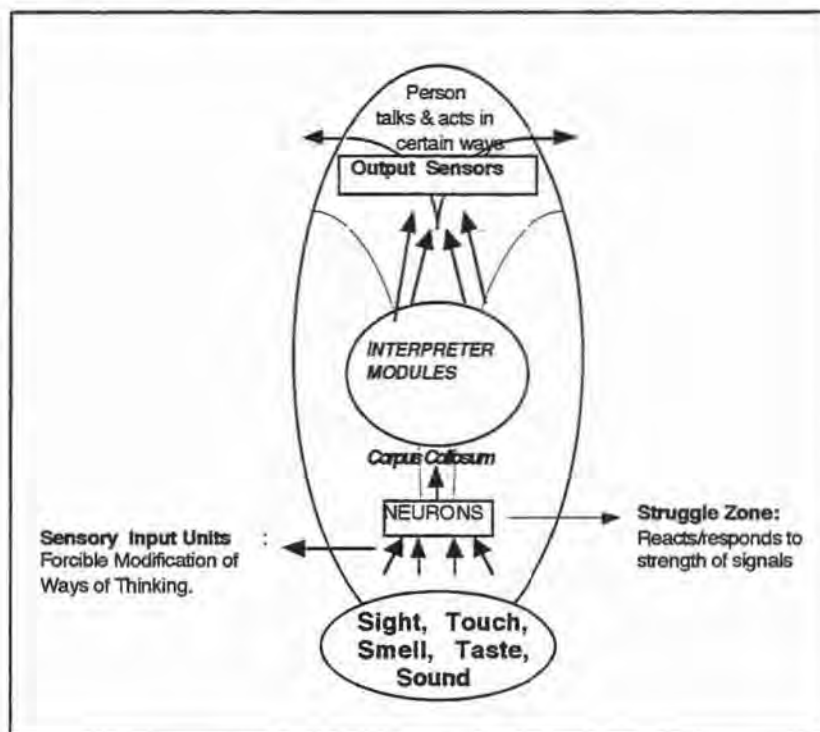 Person
talks & acts in
certain ways
Output Sensors
INTERPRETER
MODULES
Corpus Collosum
NEURONS
Sensory Input Units :
Forcible Modification of
Ways of Thinking.
Struggle Zone:
Reacts/responds to
strength of signals
Sight, Touch,
Smell, Taste,
Sound